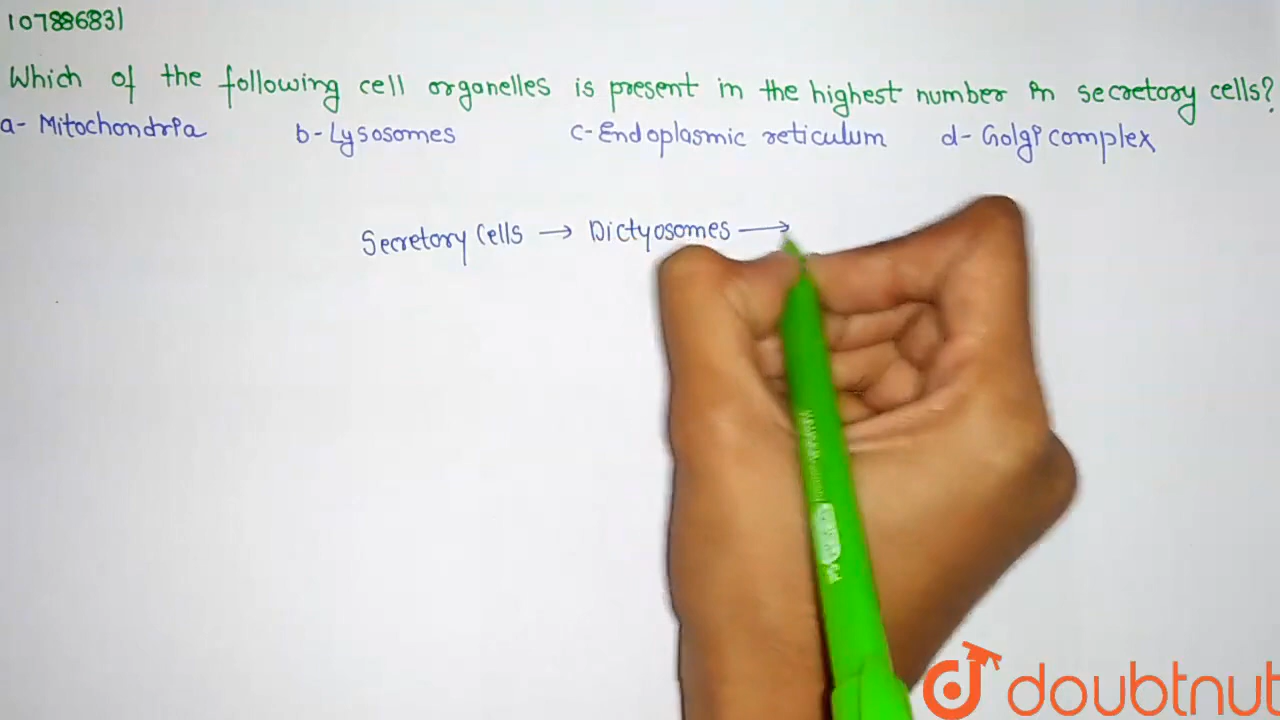 107886831
Which of the following cell organelles is present in the highest number in secretory cells?
a- Mitochondria b- Lysosomes c- Endoplasmic reticulum d- Golgi complex
Secretory Cells → Dictyosomes →
doubtnut